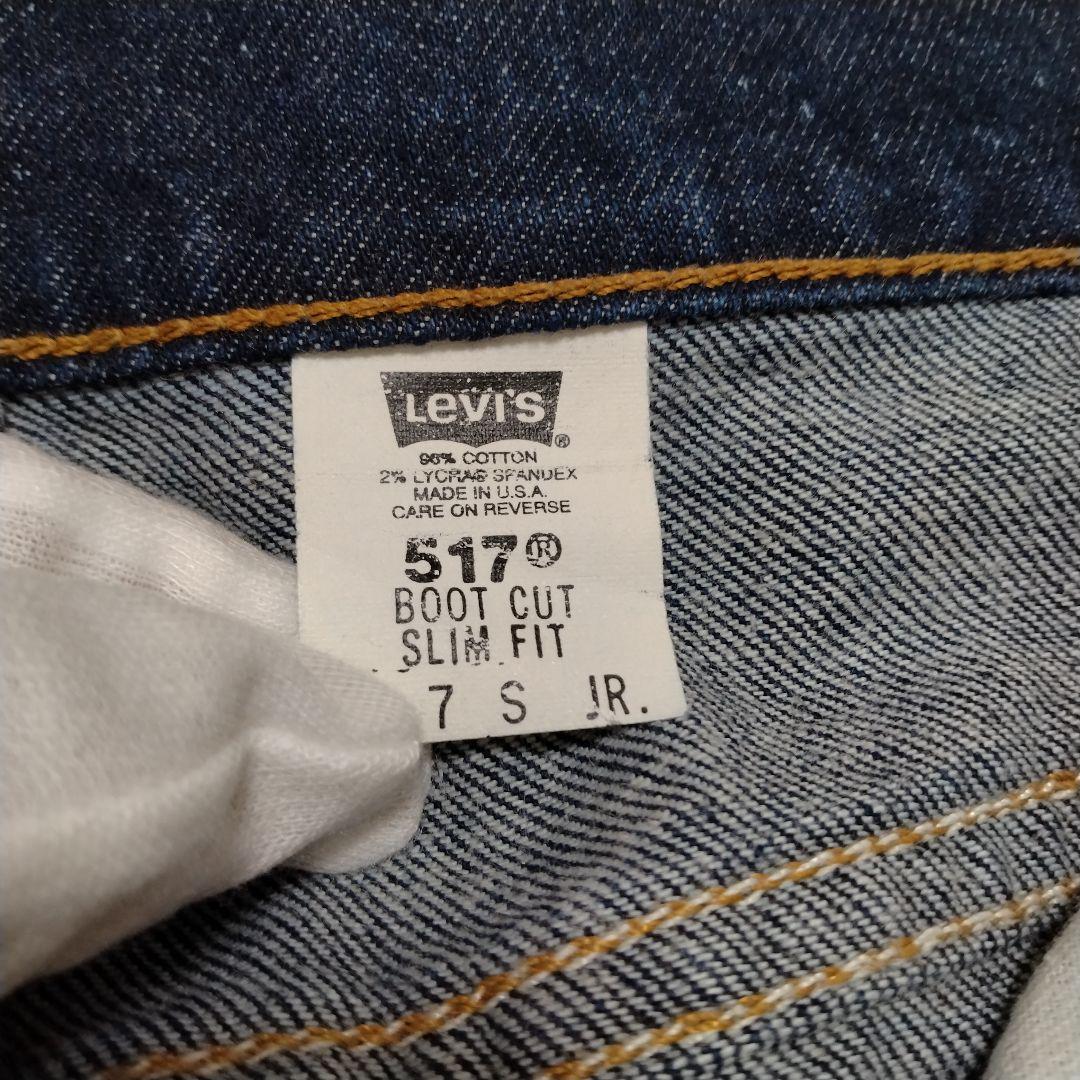 Levi's®
98% COTTON
2% LYCRA® SPANDEX
MADE IN U.S.A.
CARE ON REVERSE
517®
BOOT CUT
SLIM FIT
7 S JR.